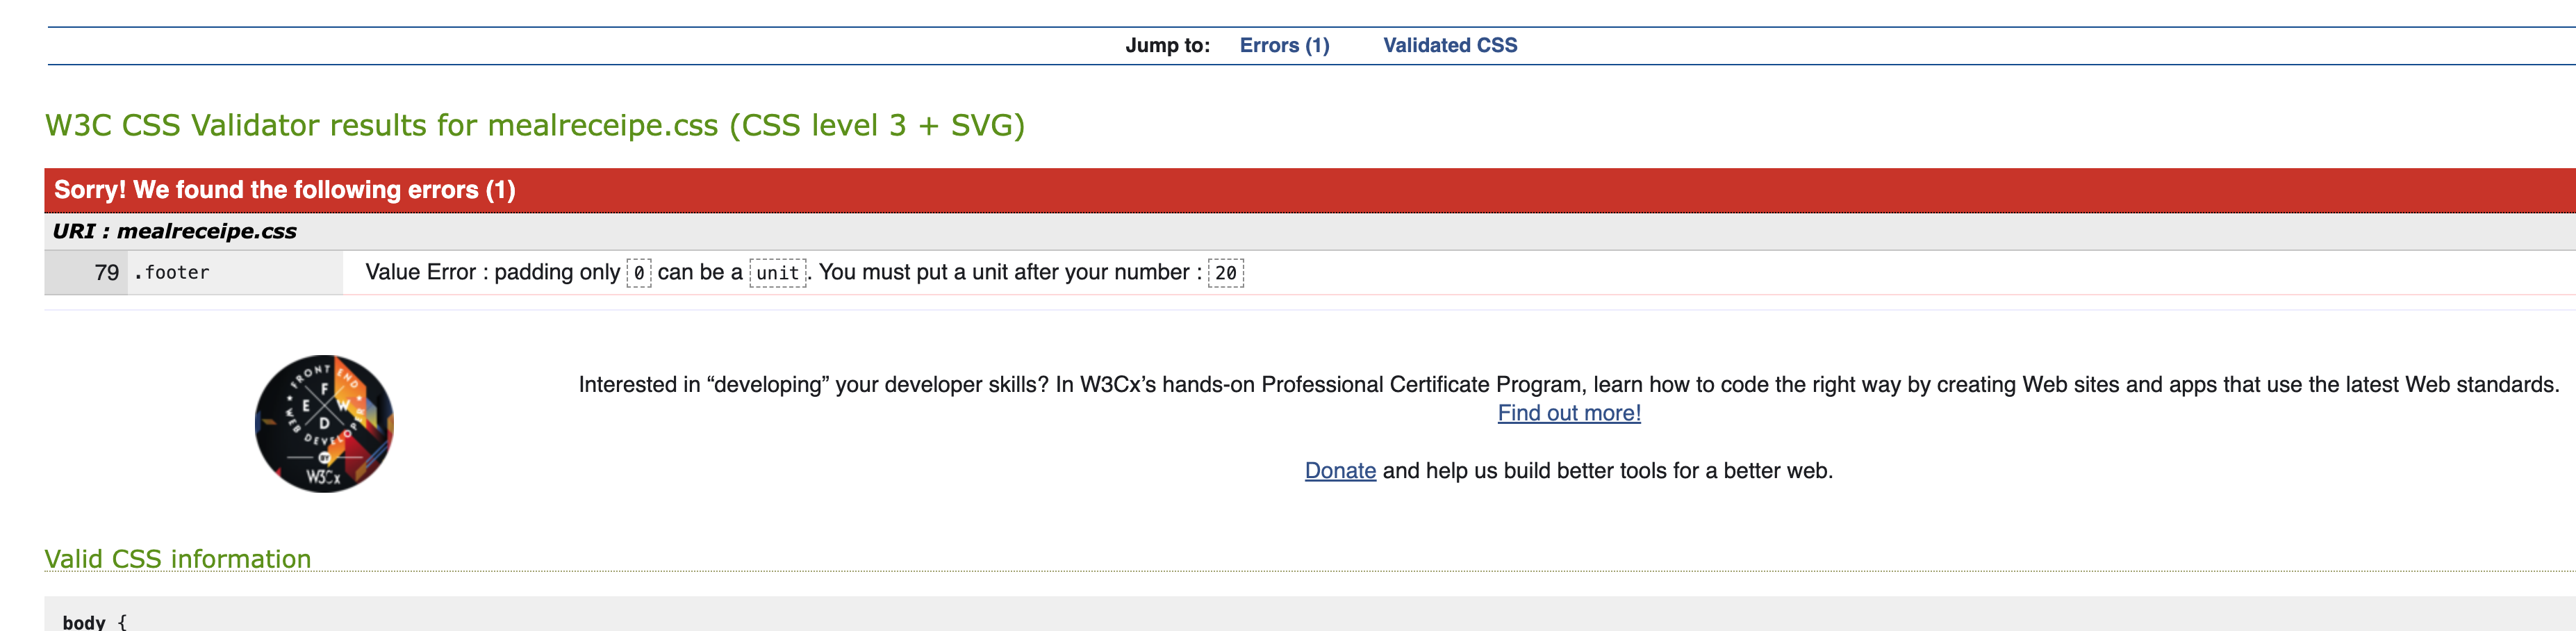 Jump to: Errors (1) Validated CSS
W3C CSS Validator results for mealreceipe.css (CSS level 3 + SVG)
Sorry! We found the following errors (1)
URI : mealreceipe.css
79 .footer Value Error : padding only 0 can be a unit. You must put a unit after your number : 20
FRONT END
WEB DEVELOPER
F
E W
D
BY
W3Cx
Interested in “developing” your developer skills? In W3Cx’s hands-on Professional Certificate Program, learn how to code the right way by creating Web sites and apps that use the latest Web standards.
Find out more!
Donate and help us build better tools for a better web.
Valid CSS information
body {